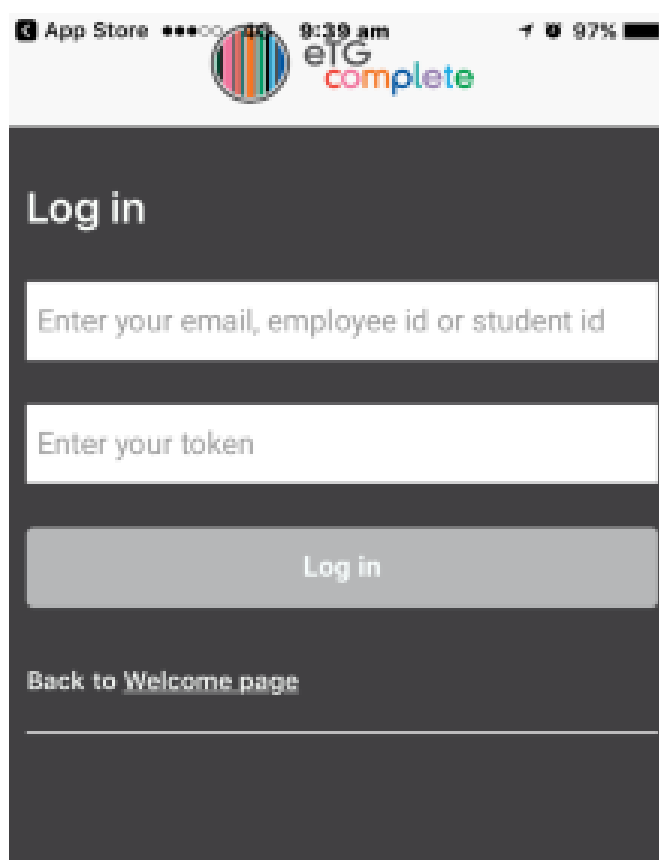 App Store 9:39 am 97%
eTG
complete
Log in
Enter your email, employee id or student id
Enter your token
Log in
Back to Welcome page